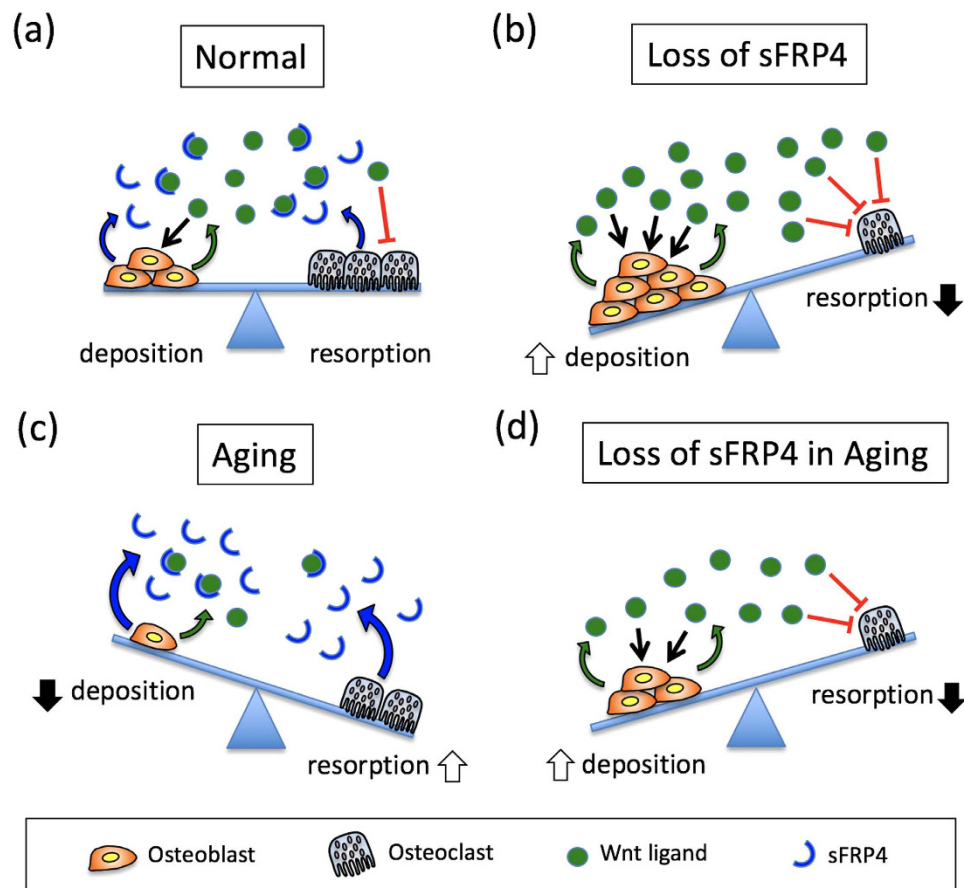 (a)
Normal
deposition
resorption
(b)
Loss of sFRP4
resorption
deposition
(c)
Aging
deposition
resorption
(d)
Loss of sFRP4 in Aging
resorption
deposition
Osteoblast
Osteoclast
Wnt ligand
sFRP4